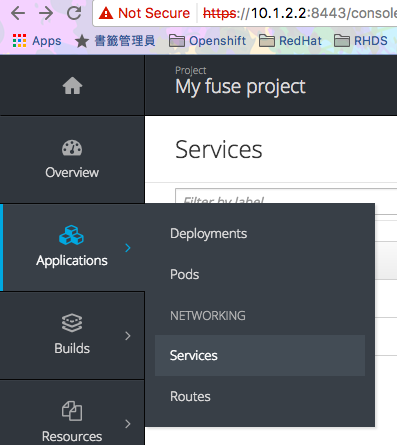 Not Secure https://10.1.2.2:8443/console
Apps 書籤管理員 Openshift RedHat RHDS
Project
My fuse project
Services
Overview
Filter by label
Applications
Deployments
Pods
NETWORKING
Builds
Services
Routes
Resources